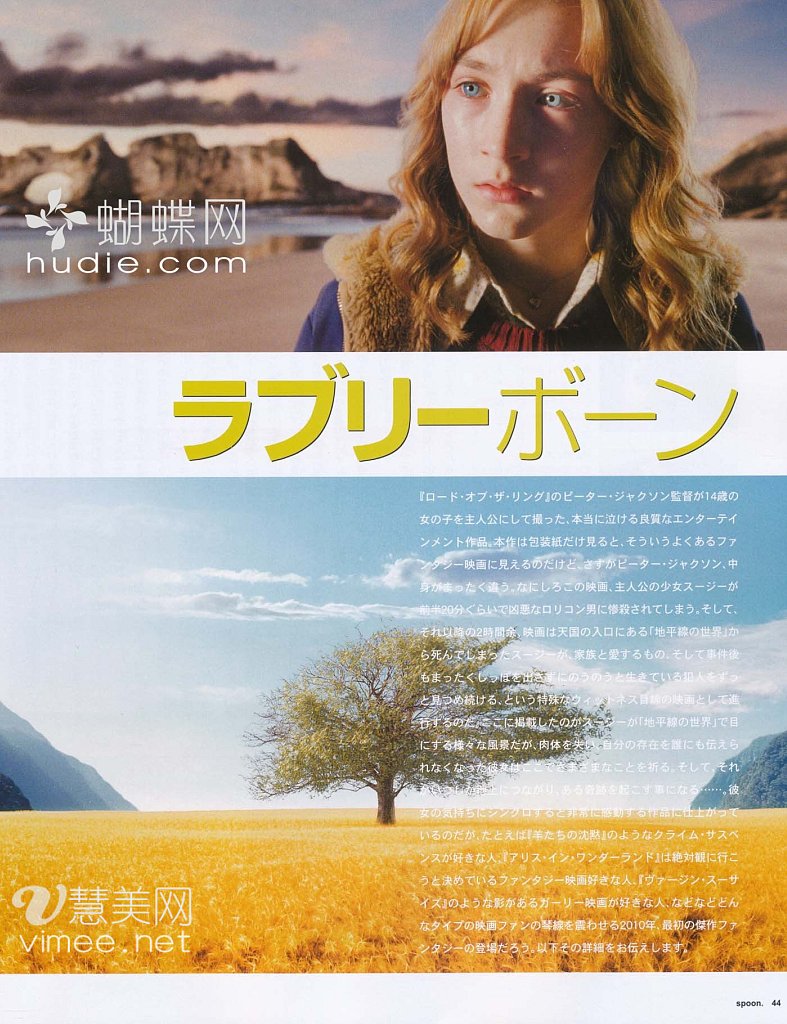 蝴蝶网
hudie.com
ラブリーボーン
『ロード・オブ・ザ・リング』のピーター・ジャクソン監督が14歳の
女の子を主人公にして撮った、本当に泣ける良質なエンターテイ
ンメント作品。本作は包装紙だけ見ると、そういうよくあるファ
ンタジー映画に見えるのだけど、さすがピーター・ジャクソン、中
身がまったく違う。なにしろこの映画、主人公の少女スージーが
前半20分ぐらいで凶悪なロリコン男に惨殺されてしまう。そして、
それ以降の2時間余、映画は天国の入口にある「地平線の世界」か
ら死んでしまったスージーが、家族と愛するもの、そして事件後
もまったくしっぽを出さずにのうのうと生きている犯人をずっ
と見つめ続ける、という特殊なウィットネス目線の映画として進
行するのだ。ここに掲載したのがスージーが「地平線の世界」で目
にする様々な風景だが、肉体を失い、自分の存在を誰にも伝えら
れなくなった彼女はここでさまざまなことを祈る。そして、それ
がいつしか地上につながり、ある奇跡を起こす事になる……。彼
女の気持ちにシンクロすると非常に感動する作品に仕上がって
いるのだが、たとえば『羊たちの沈黙』のようなクライム・サスペ
ンスが好きな人、『アリス・イン・ワンダーランド』は絶対観に行こ
うと決めているファンタジー映画好きな人、『ヴァージン・スーサ
イズ』のような影があるガーリー映画が好きな人、などなどどん
なタイプの映画ファンの琴線を震わせる2010年、最初の傑作ファ
ンタジーの登場だろう。以下その詳細をお伝えします。
慧美网
vimee.net
spoon. 44